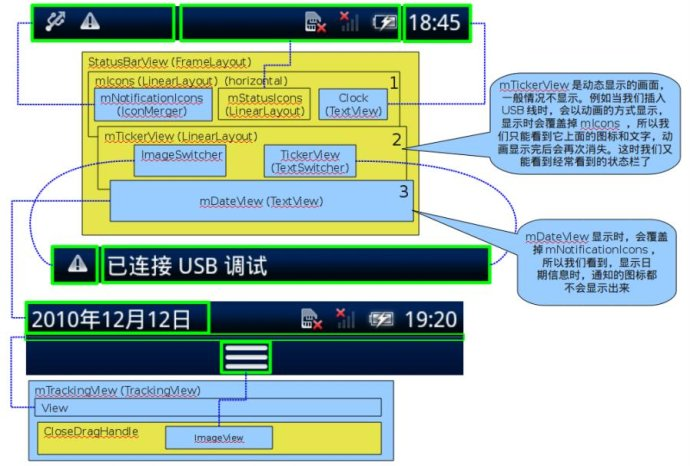 18:45
StatusBarView (FrameLayout)
mIcons (LinearLayout) (horizontal)
1
mNotificationIcons
(IconMerger)
mStatusIcons
(LinearLayout)
Clock
(TextView)
mTickerView (LinearLayout)
2
ImageSwitcher
TickerView
(TextSwitcher)
3
mDateView (TextView)
mTickerView 是动态显示的画面，
一般情况不显示。例如当我们插入
USB 线时，会以动画的方式显示，
显示时会覆盖掉 mIcons ，所以我
们只能看到它上面的图标和文字，动
画显示完后会再次消失。这时我们又
能看到经常看到的状态栏了
mDateView 显示时，会覆盖
掉 mNotificationIcons ，
所以我们看到，显示日
期信息时，通知的图标都
不会显示出来
已连接 USB 调试
2010年12月12日
19:20
mTrackingView (TrackingView)
View
CloseDragHandle
ImageView